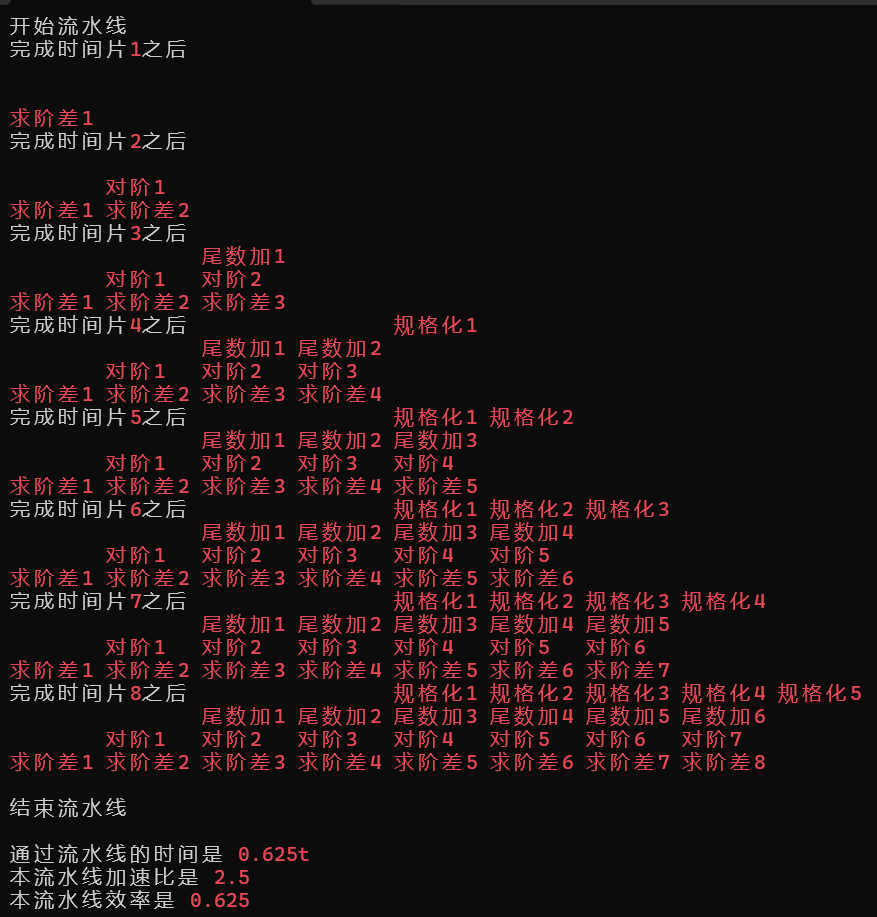 开始流水线
完成时间片1之后
求阶差1
完成时间片2之后
对阶1
求阶差1 求阶差2
完成时间片3之后
尾数加1
对阶1 对阶2
求阶差1 求阶差2 求阶差3
完成时间片4之后 规格化1
尾数加1 尾数加2
对阶1 对阶2 对阶3
求阶差1 求阶差2 求阶差3 求阶差4
完成时间片5之后 规格化1 规格化2
尾数加1 尾数加2 尾数加3
对阶1 对阶2 对阶3 对阶4
求阶差1 求阶差2 求阶差3 求阶差4 求阶差5
完成时间片6之后 规格化1 规格化2 规格化3
尾数加1 尾数加2 尾数加3 尾数加4
对阶1 对阶2 对阶3 对阶4 对阶5
求阶差1 求阶差2 求阶差3 求阶差4 求阶差5 求阶差6
完成时间片7之后 规格化1 规格化2 规格化3 规格化4
尾数加1 尾数加2 尾数加3 尾数加4 尾数加5
对阶1 对阶2 对阶3 对阶4 对阶5 对阶6
求阶差1 求阶差2 求阶差3 求阶差4 求阶差5 求阶差6 求阶差7
完成时间片8之后 规格化1 规格化2 规格化3 规格化4 规格化5
尾数加1 尾数加2 尾数加3 尾数加4 尾数加5 尾数加6
对阶1 对阶2 对阶3 对阶4 对阶5 对阶6 对阶7
求阶差1 求阶差2 求阶差3 求阶差4 求阶差5 求阶差6 求阶差7 求阶差8
结束流水线
通过流水线的时间是 0.625t
本流水线加速比是 2.5
本流水线效率是 0.625